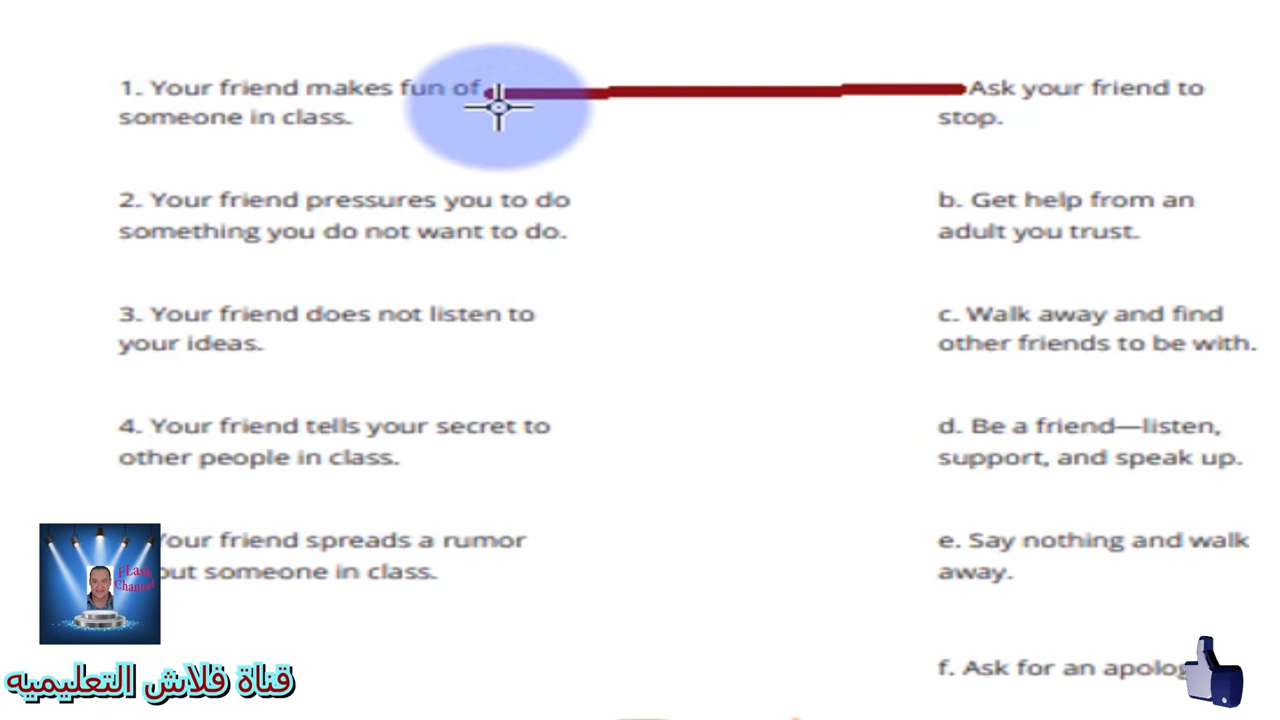 1. Your friend makes fun of
someone in class.
Ask your friend to
stop.
2. Your friend pressures you to do
something you do not want to do.
b. Get help from an
adult you trust.
3. Your friend does not listen to
your ideas.
c. Walk away and find
other friends to be with.
4. Your friend tells your secret to
other people in class.
d. Be a friend—listen,
support, and speak up.
Your friend spreads a rumor
out someone in class.
e. Say nothing and walk
away.
f. Ask for an
FLash
Channel
قناة فلاش التعليميه